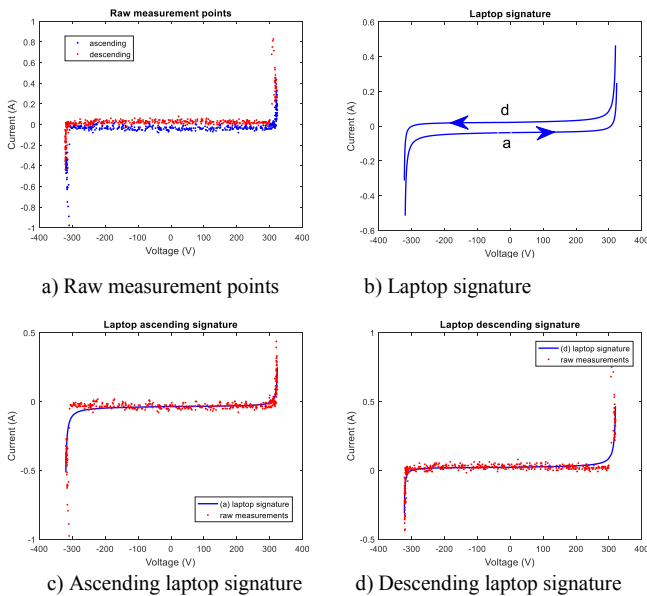 Raw measurement points
1
0.8
0.6
0.4
0.2
0
-0.2
-0.4
-0.6
-0.8
-1
Current (A)
ascending
descending
-400 -300 -200 -100 0 100 200 300 400
Voltage (V)
a) Raw measurement points
Laptop signature
0.6
0.4
0.2
0
-0.2
-0.4
-0.6
Current (A)
d
a
-400 -300 -200 -100 0 100 200 300 400
Voltage (V)
b) Laptop signature
Laptop ascending signature
0.5
0
-0.5
-1
Current (A)
(a) laptop signature
raw measurements
-400 -300 -200 -100 0 100 200 300 400
Voltage (V)
c) Ascending laptop signature
Laptop descending signature
1
0.5
0
-0.5
Current (A)
(d) laptop signature
raw measurements
-400 -300 -200 -100 0 100 200 300 400
Voltage (V)
d) Descending laptop signature